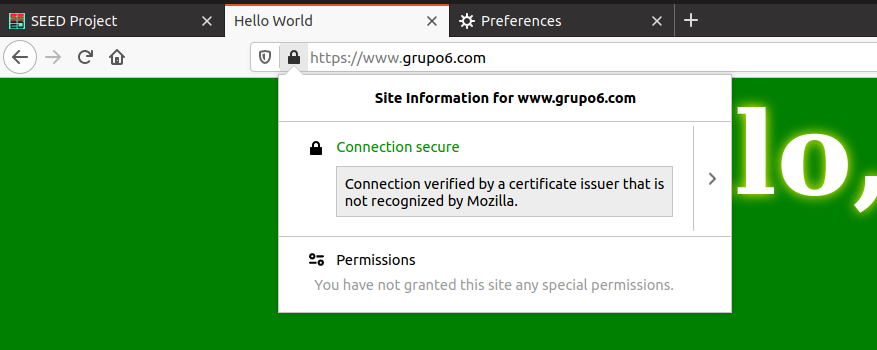 SEED Project
Hello World
Preferences
https://www.grupo6.com
Site Information for www.grupo6.com
lo,
Connection secure
Connection verified by a certificate issuer that is
not recognized by Mozilla.
Permissions
You have not granted this site any special permissions.